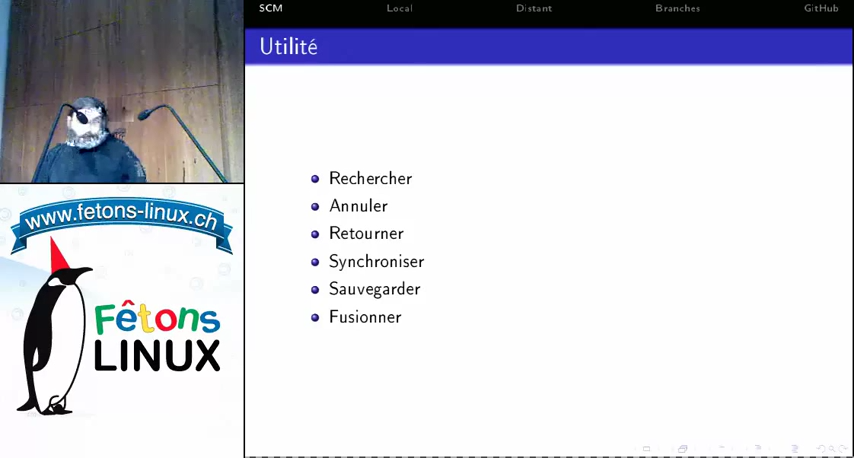 SCM Local Distant Branches GitHub
Utilité
Rechercher
Annuler
Retourner
Synchroniser
Sauvegarder
Fusionner
www.fetons-linux.ch
Fêtons
LINUX